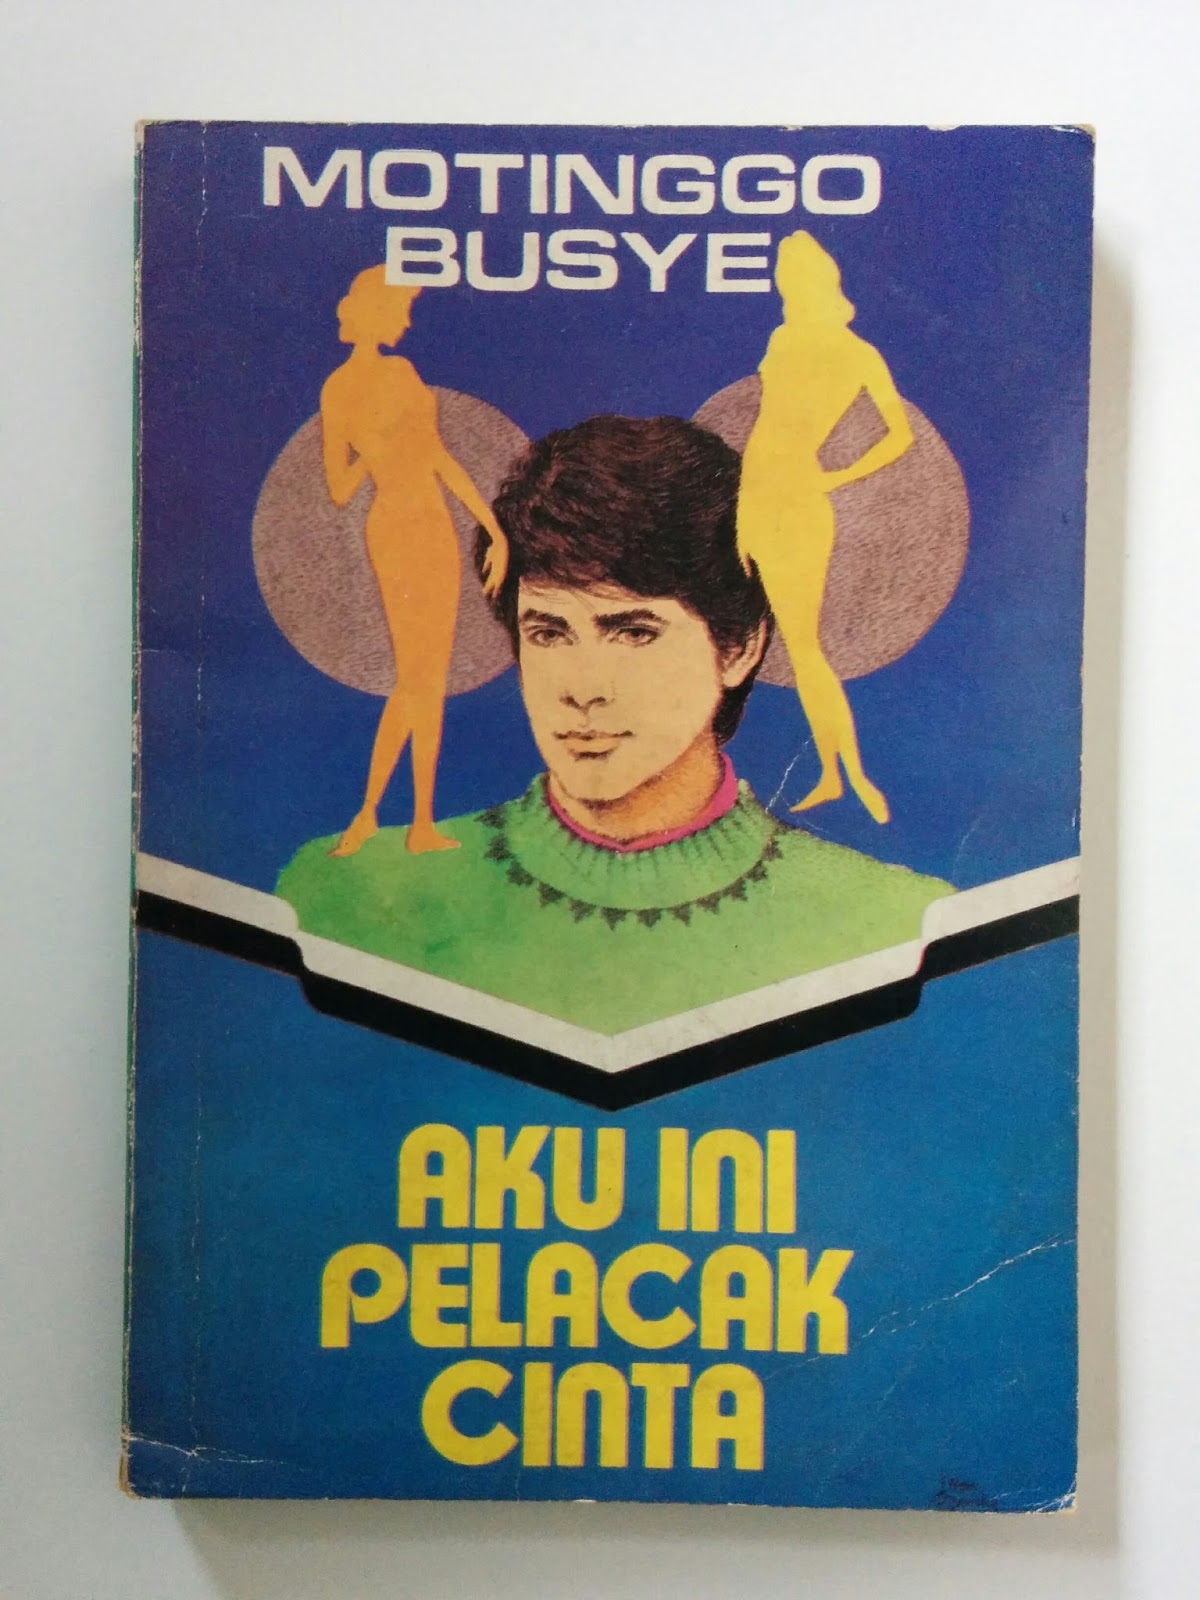 MOTINGGO
BUSYE
AKU INI
PELACAK
CINTA